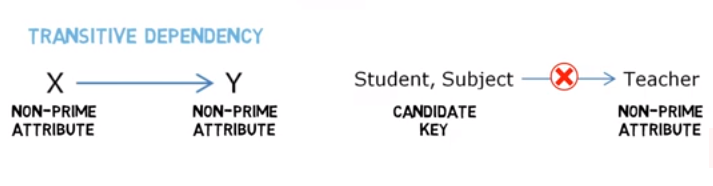 TRANSITIVE DEPENDENCY
X Y
NON-PRIME ATTRIBUTE
NON-PRIME ATTRIBUTE
Student, Subject Teacher
CANDIDATE KEY
NON-PRIME ATTRIBUTE